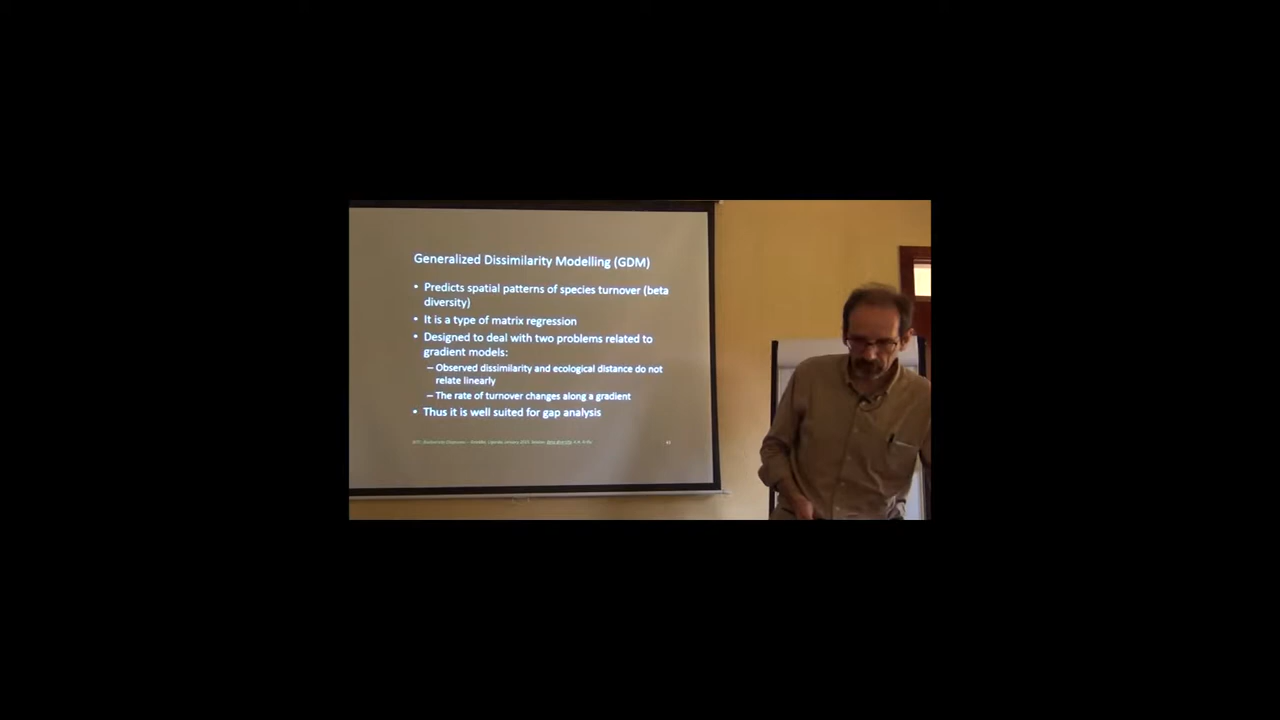 Generalized Dissimilarity Modelling (GDM)
• Predicts spatial patterns of species turnover (beta
diversity)
• It is a type of matrix regression
• Designed to deal with two problems related to
gradient models:
– Observed dissimilarity and ecological distance do not
relate linearly
– The rate of turnover changes along a gradient
• Thus it is well suited for gap analysis